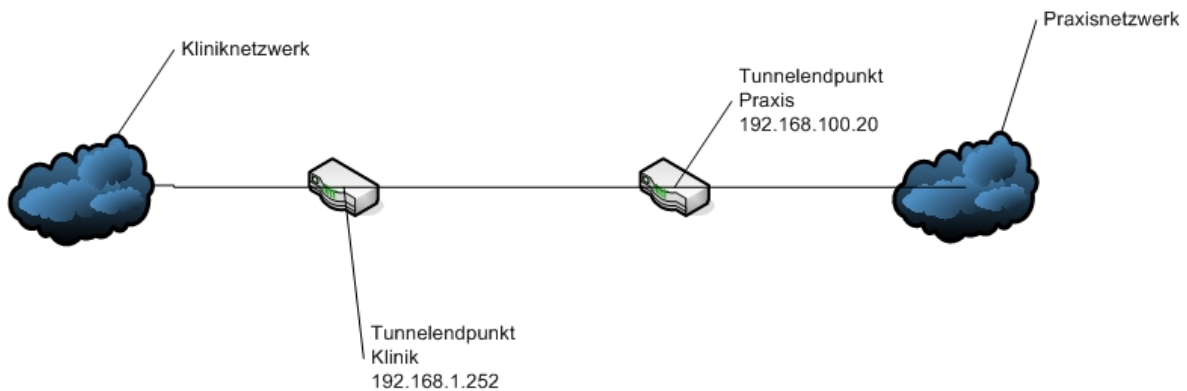 Kliniknetzwerk
Praxisnetzwerk
Tunnelendpunkt
Praxis
192.168.100.20
Tunnelendpunkt
Klinik
192.168.1.252